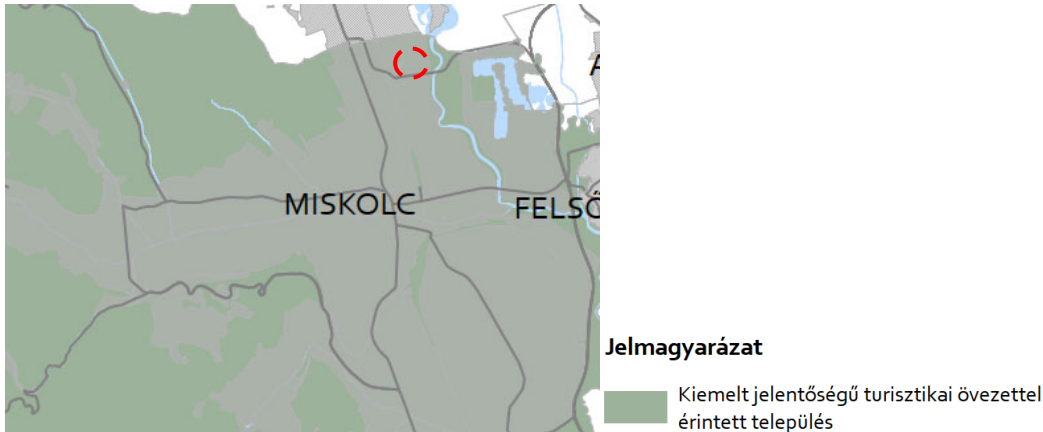 A
MISKOLC
FELSŐ
Jelmagyarázat
Kiemelt jelentőségű turisztikai övezettel
érintett település